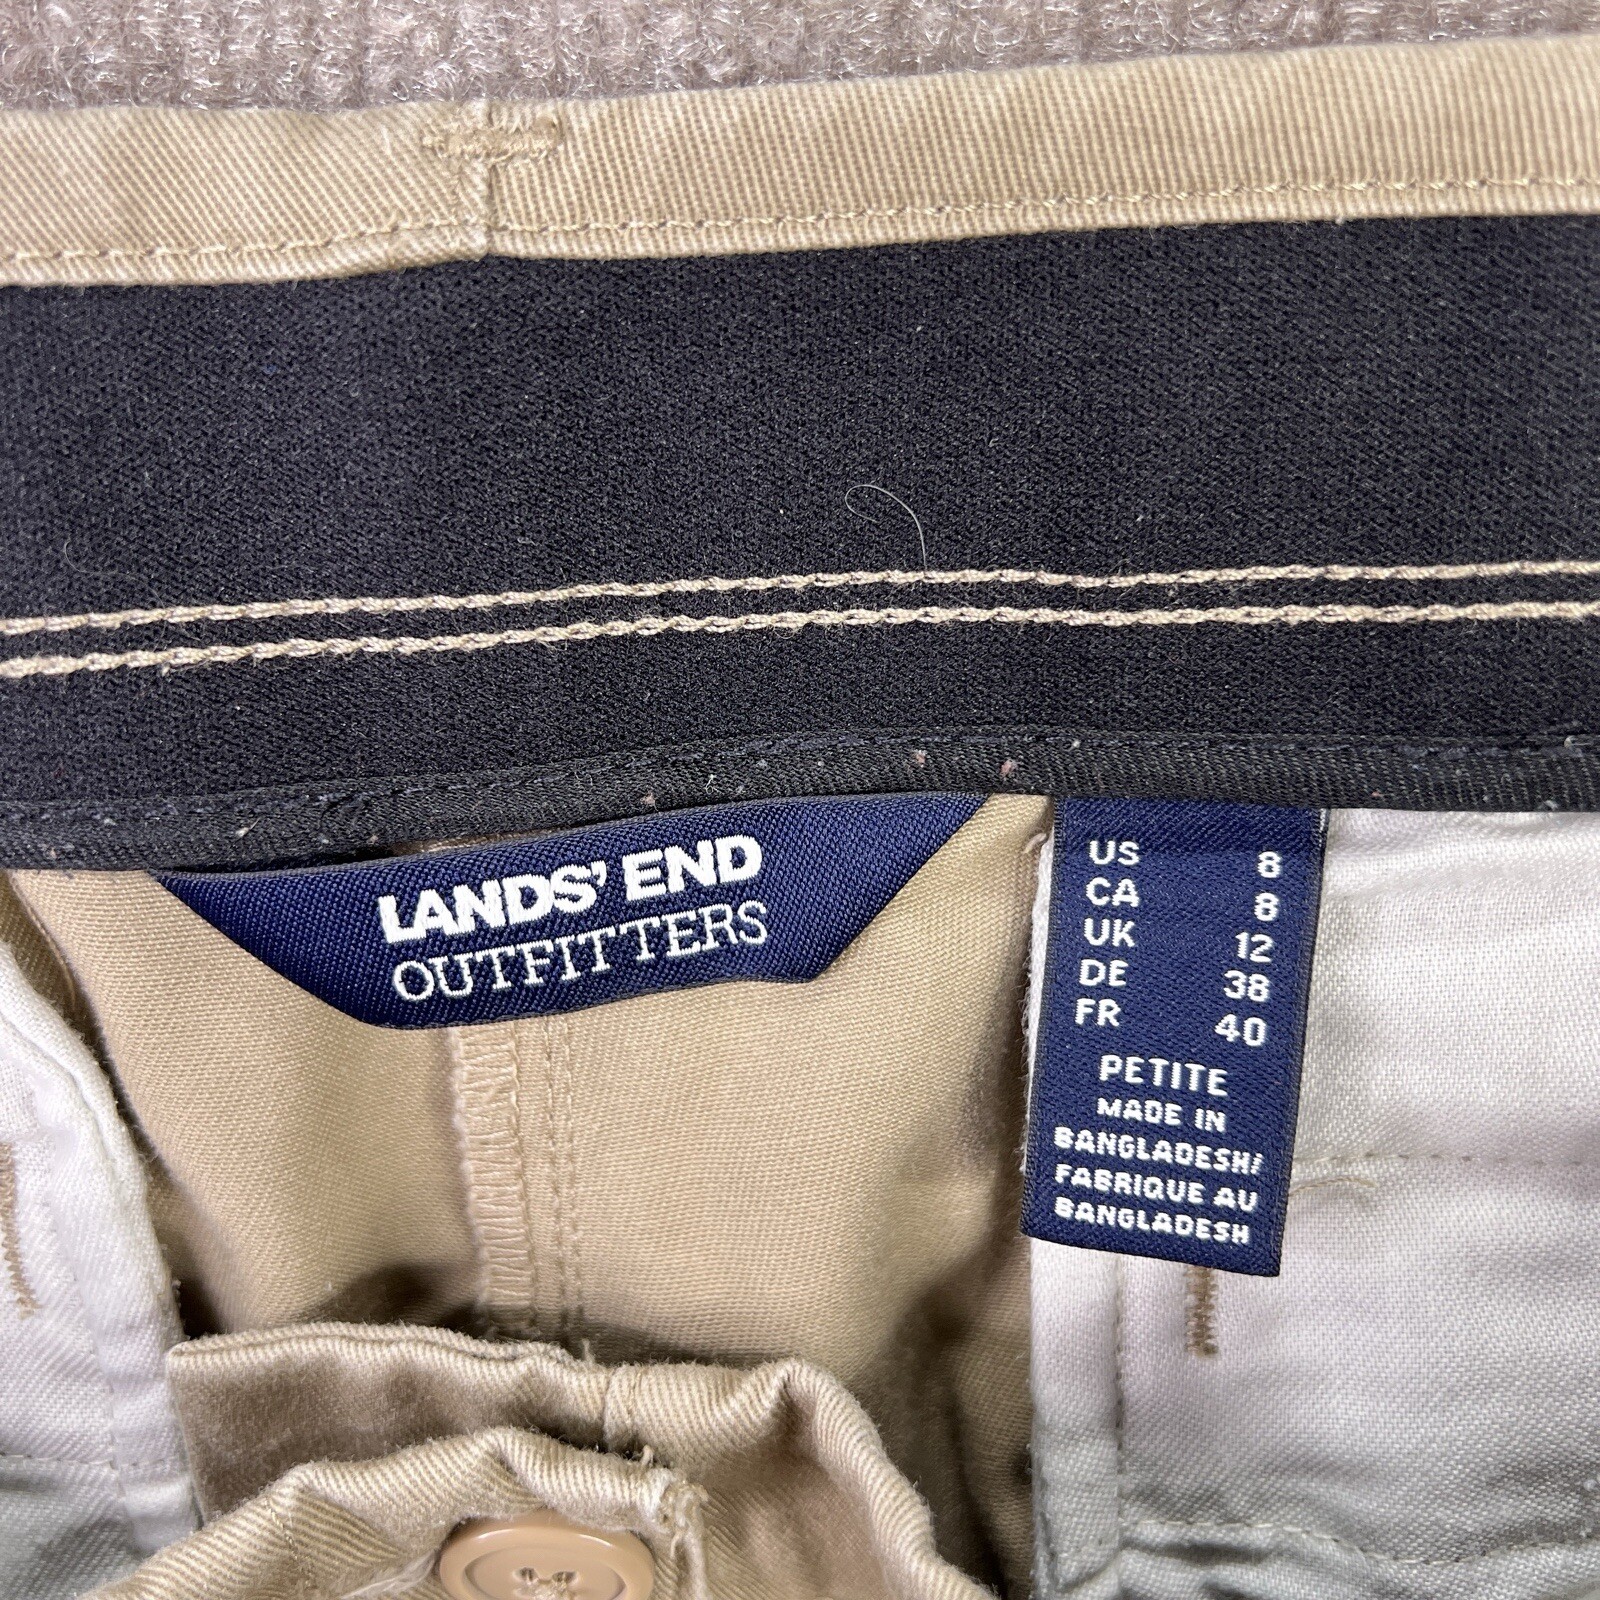 LANDS' END
OUTFITTERS
US 8
CA 8
UK 12
DE 38
FR 40
PETITE
MADE IN
BANGLADESH/
FABRIQUE AU
BANGLADESH